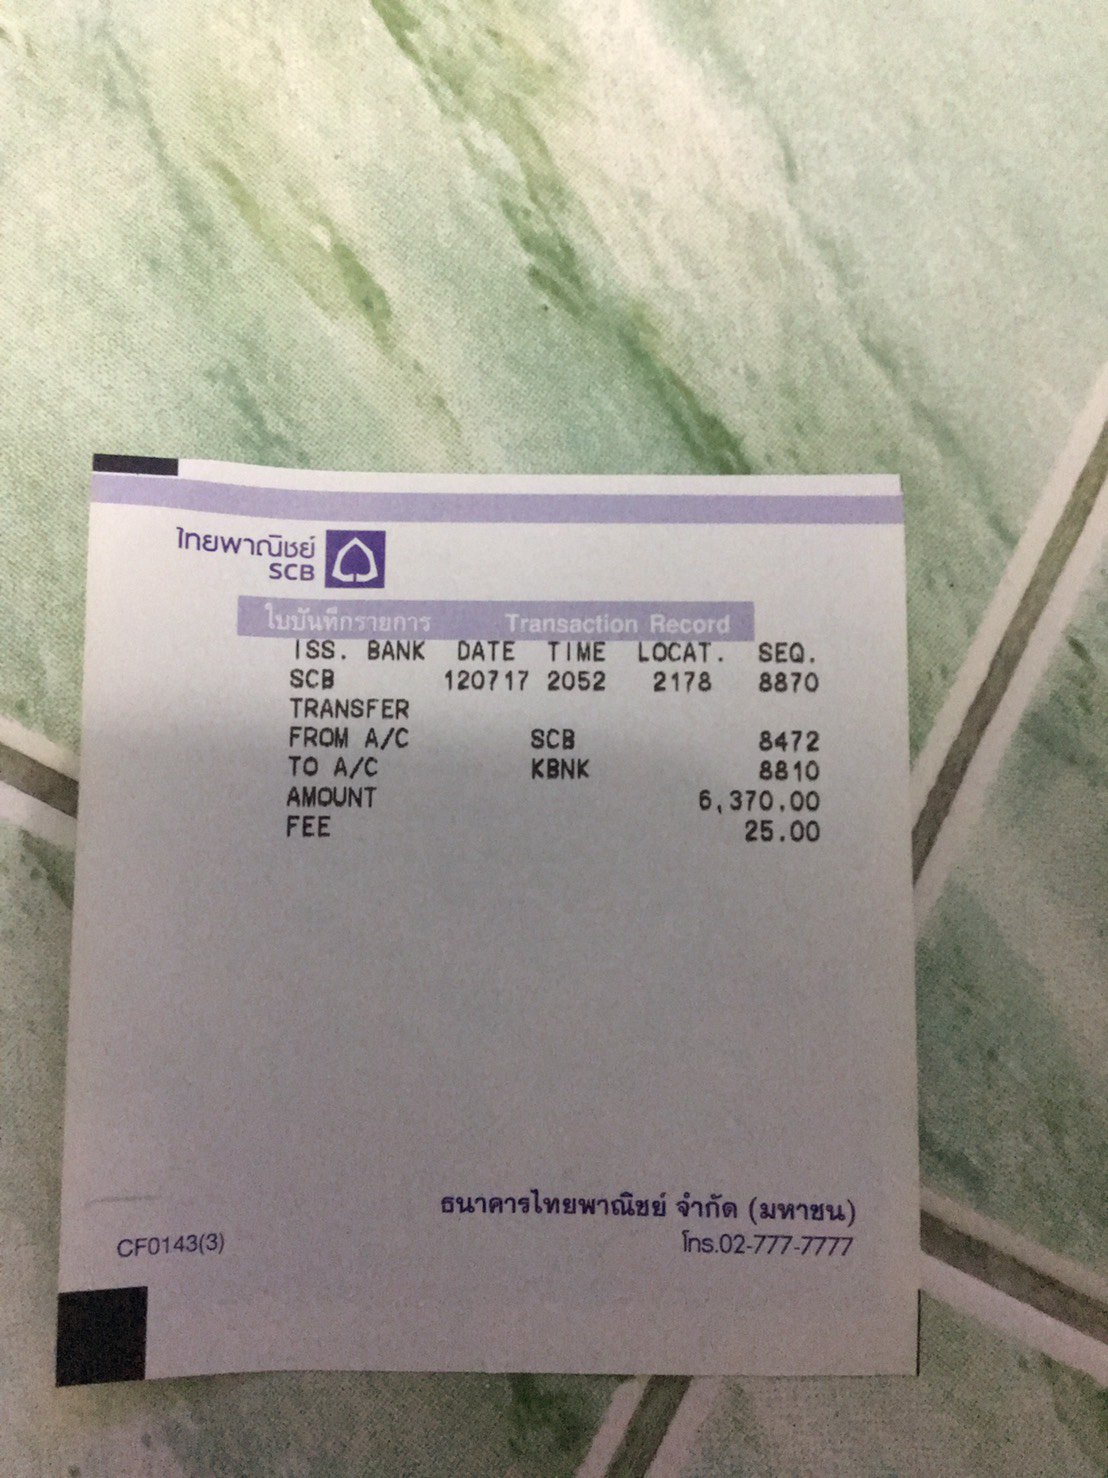 ไทยพาณิชย์
SCB
ใบบันทึกรายการ Transaction Record
ISS. BANK DATE TIME LOCAT. SEQ.
SCB 120717 2052 2178 8870
TRANSFER
FROM A/C SCB 8472
TO A/C KBNK 8810
AMOUNT 6,370.00
FEE 25.00
ธนาคารไทยพาณิชย์ จำกัด (มหาชน)
CF0143(3) โทร.02-777-7777